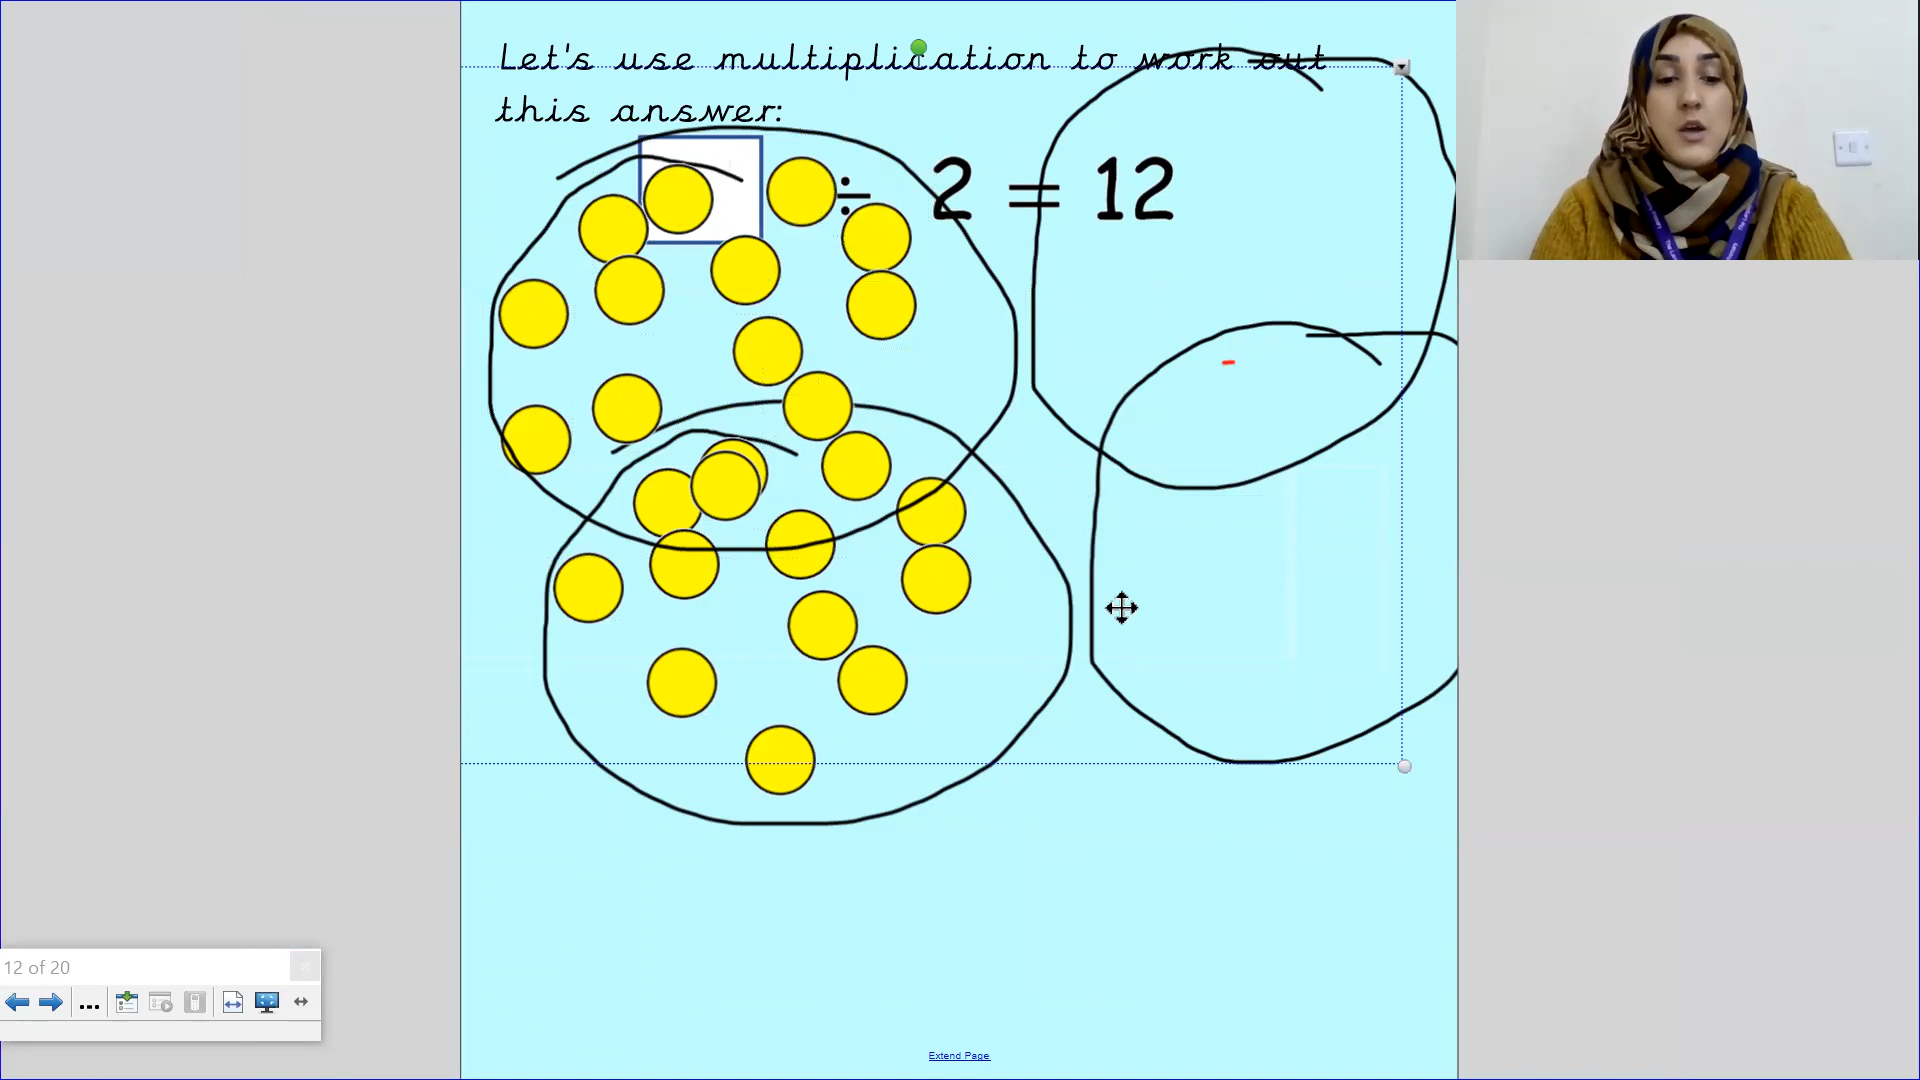 Let's use multiplication to work out
this answer:
÷ 2 = 12
12 of 20
...
Extend Page